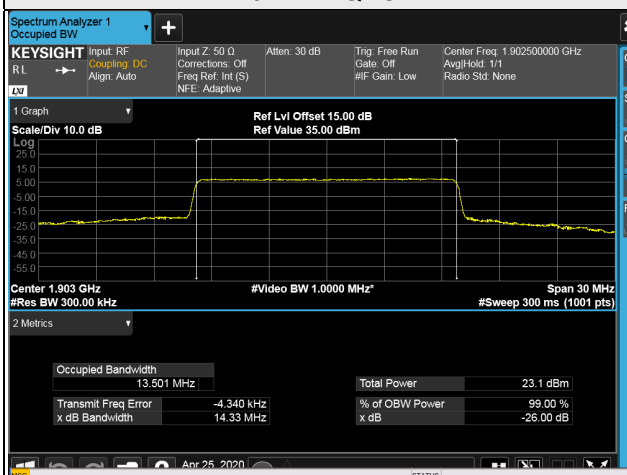 Spectrum Analyzer 1
Occupied BW
KEYSIGHT Input: RF Input Z: 50 Ω Atten: 30 dB Trig: Free Run Center Freq: 1.902500000 GHz
R L Coupling: DC Corrections: Off Gate: Off Avg|Hold: 1/1
Align: Auto Freq Ref: Int (S) #IF Gain: Low Radio Std: None
LXI NFE: Adaptive
1 Graph
Ref Lvl Offset 15.00 dB
Scale/Div 10.0 dB Ref Value 35.00 dBm
Log
25.0
15.0
5.00
-5.00
-15.0
-25.0
-35.0
-45.0
-55.0
Center 1.903 GHz #Video BW 1.0000 MHz* Span 30 MHz
#Res BW 300.00 kHz #Sweep 300 ms (1001 pts)
2 Metrics
Occupied Bandwidth
13.501 MHz Total Power 23.1 dBm
Transmit Freq Error -4.340 kHz % of OBW Power 99.00 %
x dB Bandwidth 14.33 MHz x dB -26.00 dB
Apr 25, 2020
MSG STATUS